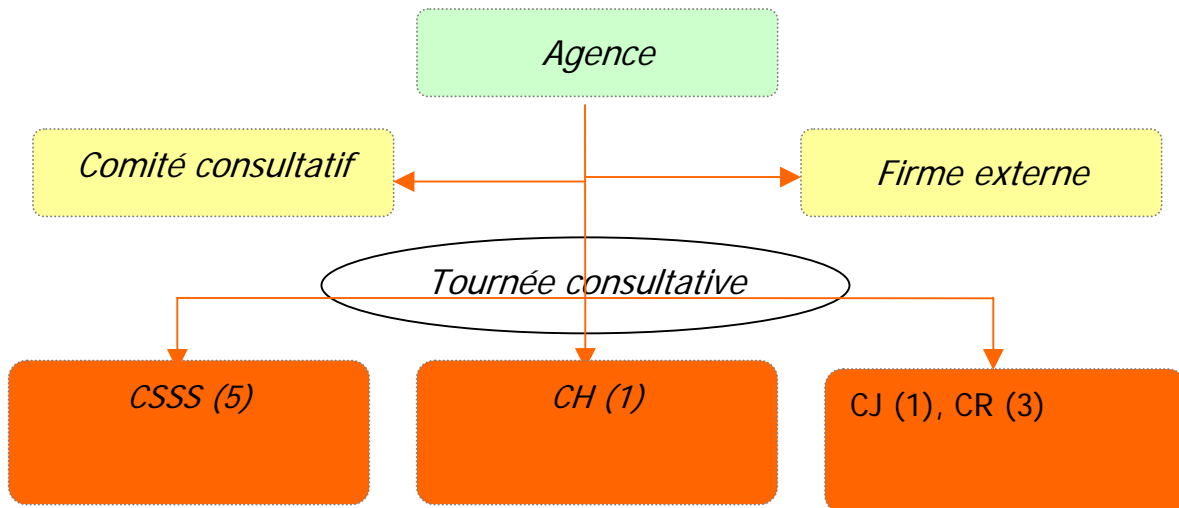 Agence
Comité consultatif
Firme externe
Tournée consultative
CSSS (5)
CH (1)
CJ (1), CR (3)